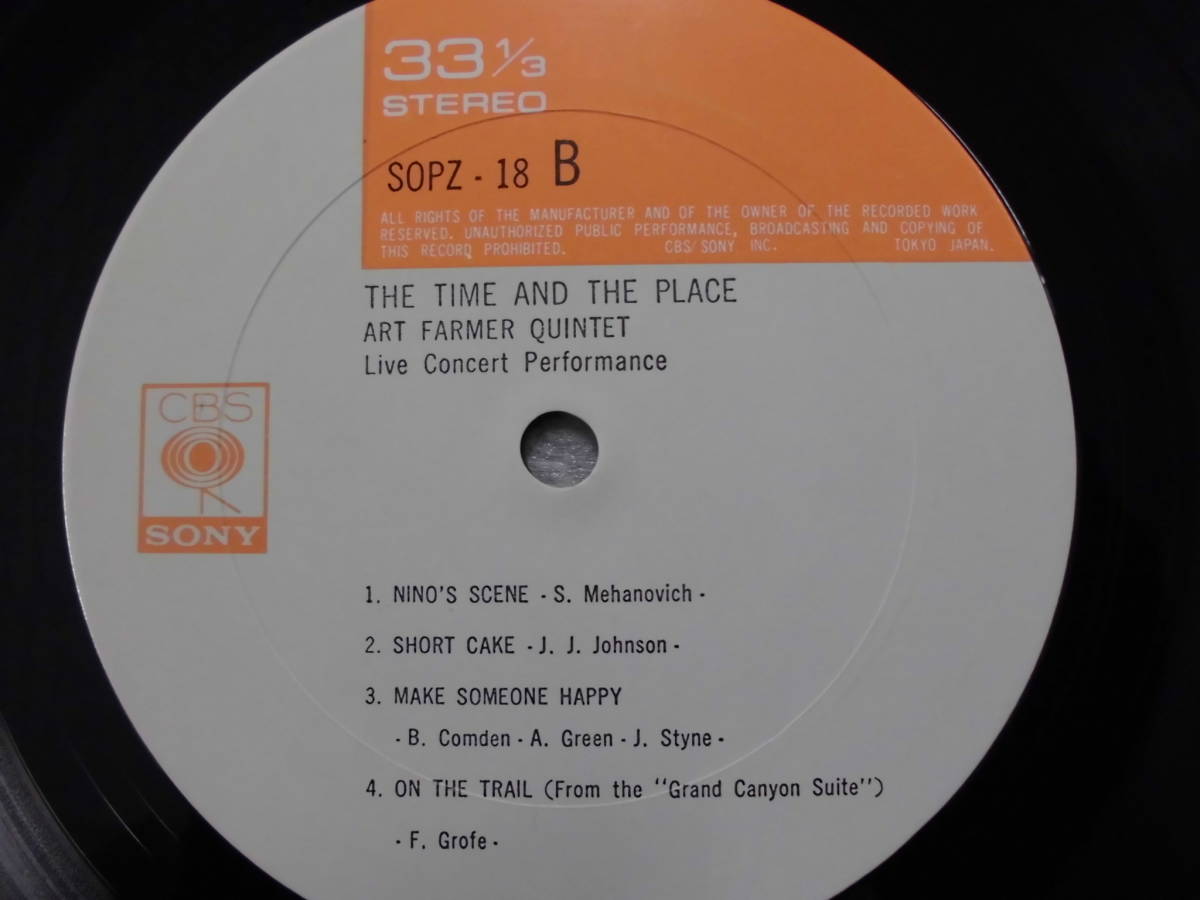 33 1/3
STEREO
SOPZ - 18 B
ALL RIGHTS OF THE MANUFACTURER AND OF THE OWNER OF THE RECORDED WORK
RESERVED. UNAUTHORIZED PUBLIC PERFORMANCE, BROADCASTING AND COPYING OF
THIS RECORD PROHIBITED. CBS/SONY INC. TOKYO JAPAN.
THE TIME AND THE PLACE
ART FARMER QUINTET
Live Concert Performance
CBS
SONY
1. NINO'S SCENE - S. Mehanovich -
2. SHORT CAKE - J. J. Johnson -
3. MAKE SOMEONE HAPPY
- B. Comden - A. Green - J. Styne -
4. ON THE TRAIL (From the "Grand Canyon Suite")
- F. Grofe -